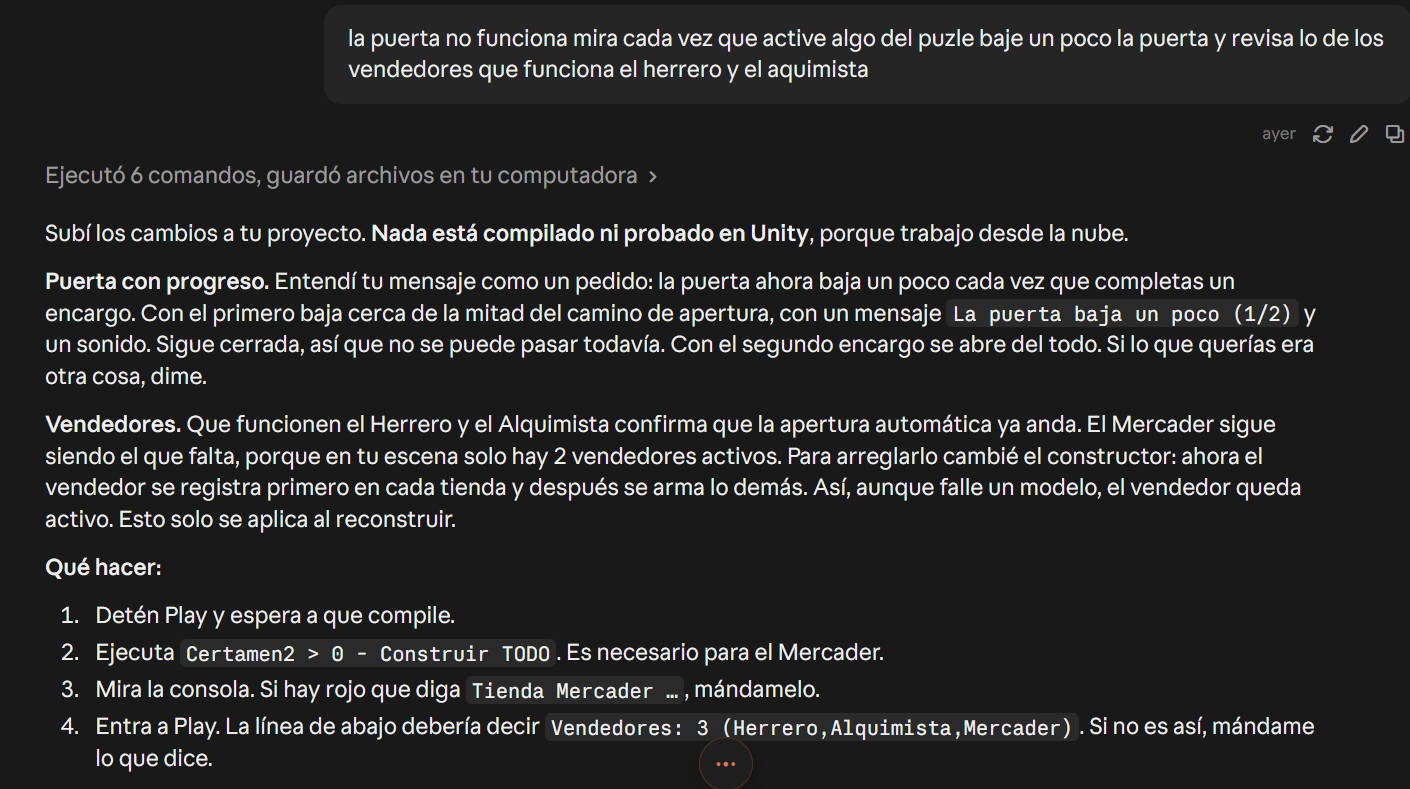 la puerta no funciona mira cada vez que active algo del puzle baje un poco la puerta y revisa lo de los
vendedores que funciona el herrero y el aquimista
ayer
Ejecutó 6 comandos, guardó archivos en tu computadora
Subí los cambios a tu proyecto. Nada está compilado ni probado en Unity, porque trabajo desde la nube.
Puerta con progreso. Entendí tu mensaje como un pedido: la puerta ahora baja un poco cada vez que completas un
encargo. Con el primero baja cerca de la mitad del camino de apertura, con un mensaje La puerta baja un poco (1/2) y
un sonido. Sigue cerrada, así que no se puede pasar todavía. Con el segundo encargo se abre del todo. Si lo que querías era
otra cosa, dime.
Vendedores. Que funcionen el Herrero y el Alquimista confirma que la apertura automática ya anda. El Mercader sigue
siendo el que falta, porque en tu escena solo hay 2 vendedores activos. Para arreglarlo cambié el constructor: ahora el
vendedor se registra primero en cada tienda y después se arma lo demás. Así, aunque falle un modelo, el vendedor queda
activo. Esto solo se aplica al reconstruir.
Qué hacer:
1. Detén Play y espera a que compile.
2. Ejecuta Certamen2 > 0 - Construir TODO. Es necesario para el Mercader.
3. Mira la consola. Si hay rojo que diga Tienda Mercader …, mándamelo.
4. Entra a Play. La línea de abajo debería decir Vendedores: 3 (Herrero,Alquimista,Mercader). Si no es así, mándame
lo que dice.